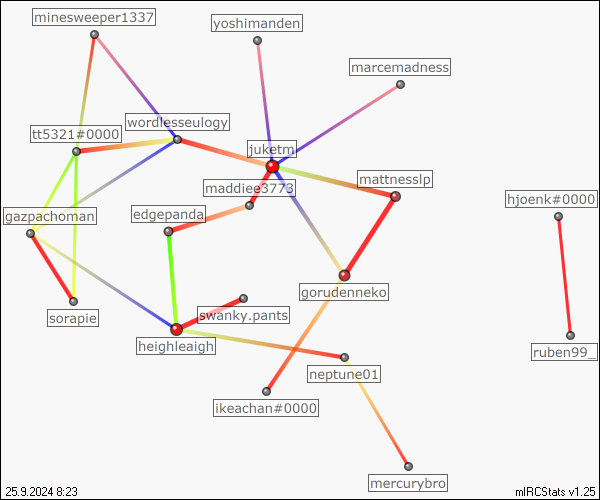 minesweeper1337
yoshimanden
marcemadness
wordlesseulogy
tt5321#0000
juketm
mattnesslp
maddiee3773
hjoenk#0000
gazpachoman
edgepanda
gorudenneko
sorapie
swanky.pants
heighleaigh
ruben99_
neptune01
ikeachan#0000
mercurybro
25.9.2024 8:23
mIRCStats v1.25